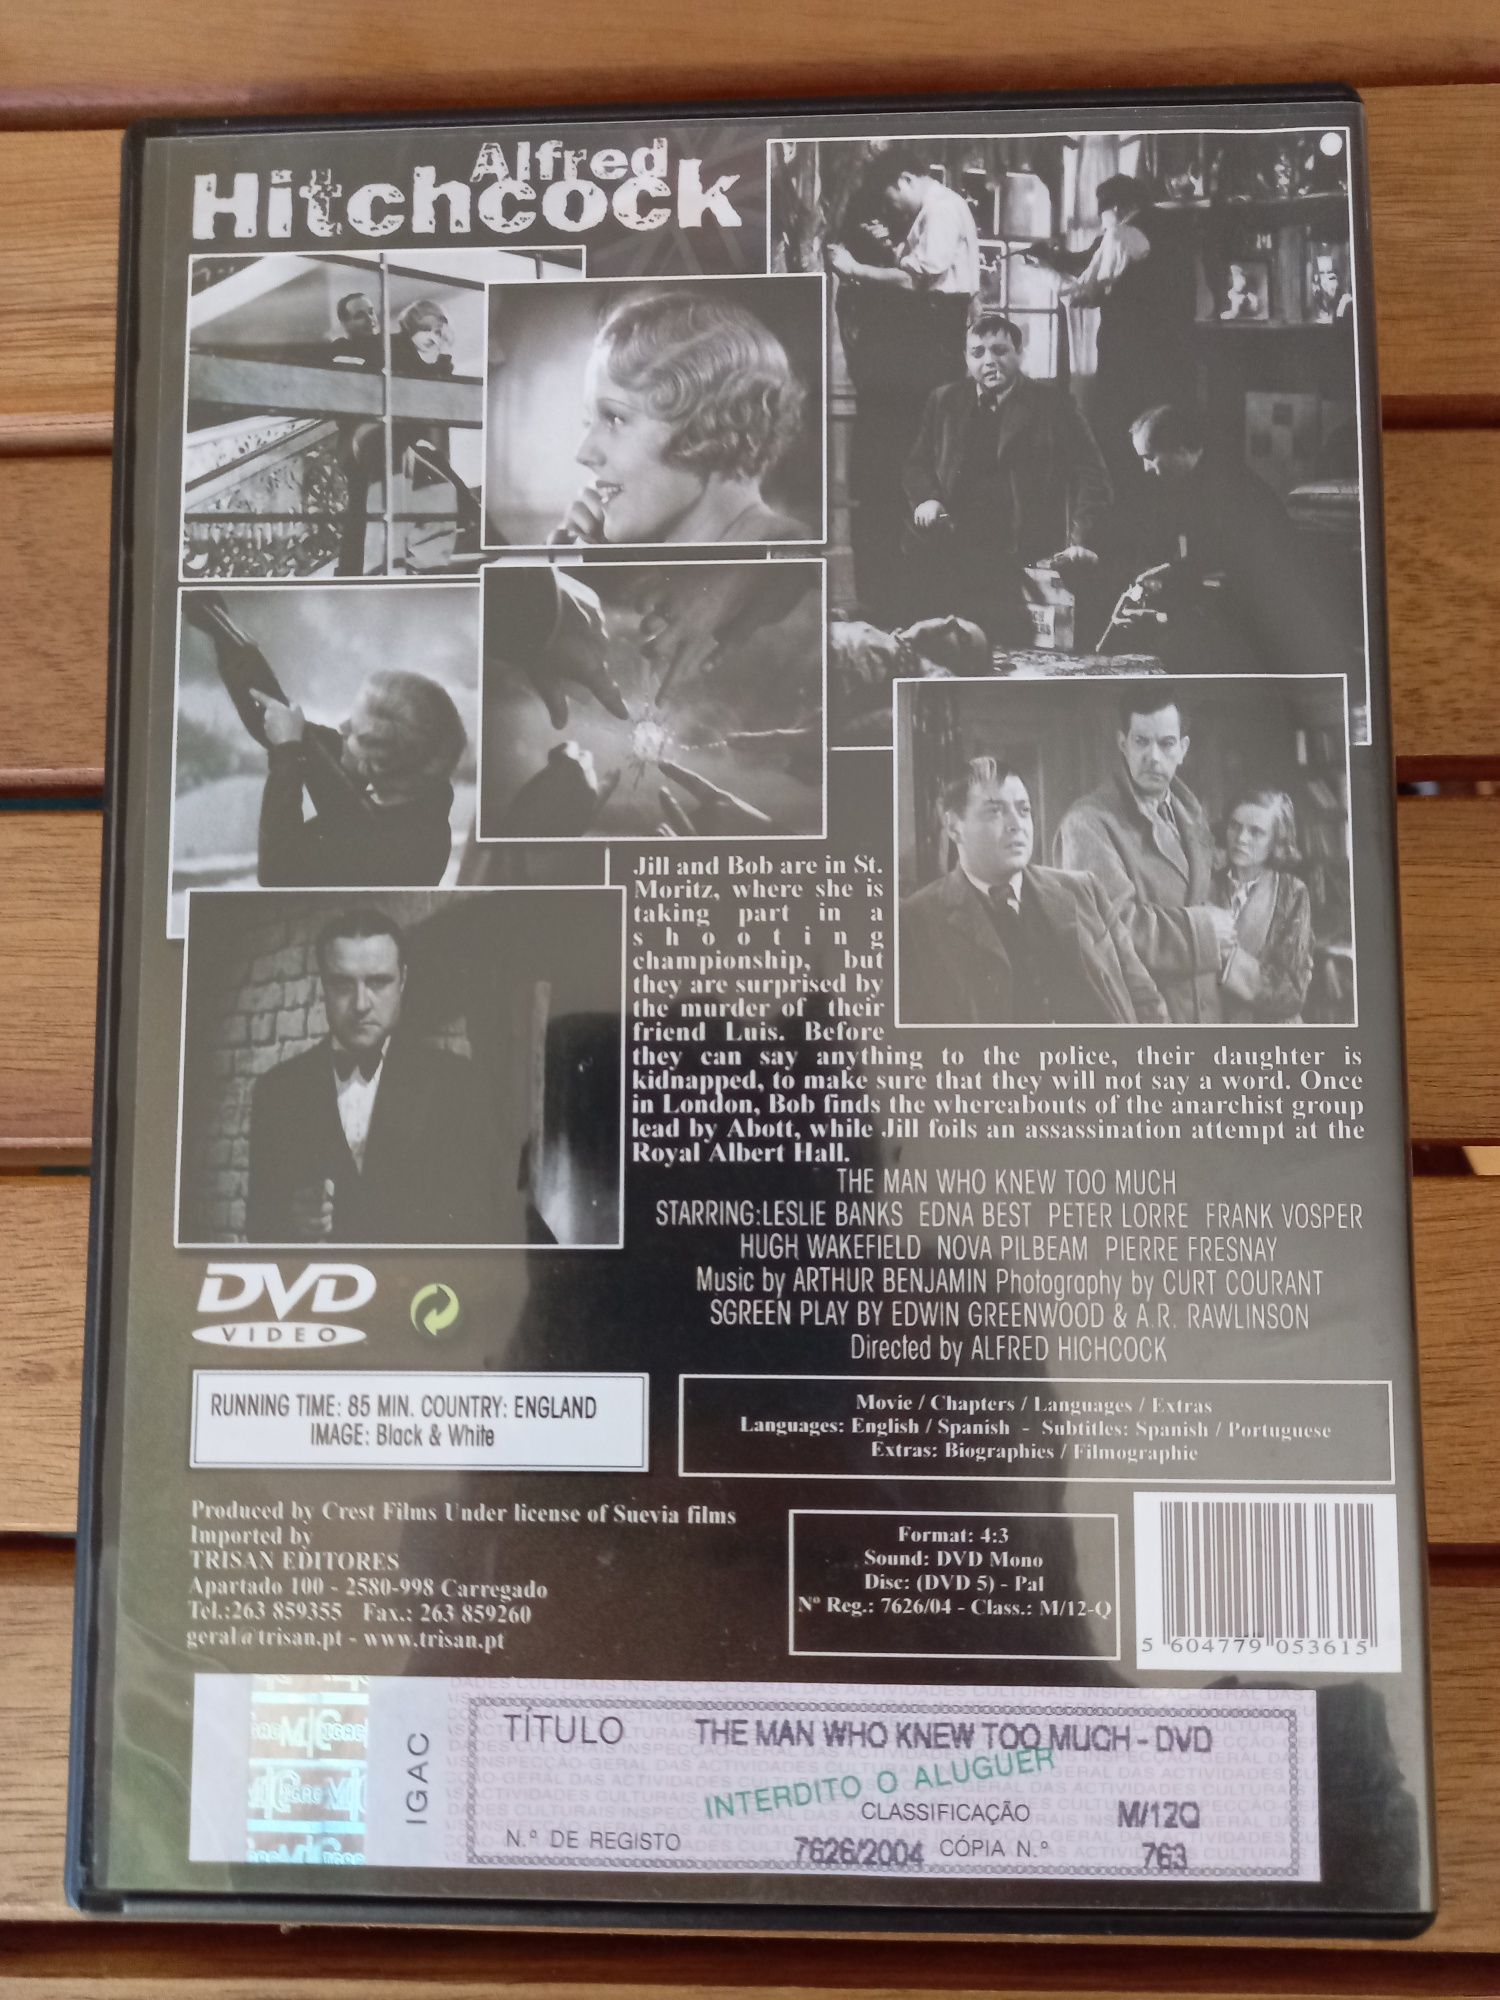 Alfred
Hitchcock
Jill and Bob are in St.
Moritz, where she is
taking part in a
shooting
championship, but
they are surprised by
the murder of their
friend Luis. Before
they can say anything to the police, their daughter is
kidnapped, to make sure that they will not say a word. Once
in London, Bob finds the whereabouts of the anarchist group
lead by Abott, while Jill foils an assassination attempt at the
Royal Albert Hall.
THE MAN WHO KNEW TOO MUCH
STARRING:LESLIE BANKS EDNA BEST PETER LORRE FRANK VOSPER
HUGH WAKEFIELD NOVA PILBEAM PIERRE FRESNAY
Music by ARTHUR BENJAMIN Photography by CURT COURANT
SGREEN PLAY BY EDWIN GREENWOOD & A.R. RAWLINSON
Directed by ALFRED HICHCOCK
DVD
VIDEO
RUNNING TIME: 85 MIN. COUNTRY: ENGLAND
IMAGE: Black & White
Movie / Chapters / Languages / Extras
Languages: English / Spanish - Subtitles: Spanish / Portuguese
Extras: Biographies / Filmographie
Produced by Crest Films Under license of Suevia films
Imported by
TRISAN EDITORES
Apartado 100 - 2580-998 Carregado
Tel.:263 859355 Fax.: 263 859260
geral@trisan.pt - www.trisan.pt
Format: 4:3
Sound: DVD Mono
Disc: (DVD 5) - Pal
Nº Reg.: 7626/04 - Class.: M/12-Q
5 604779 053615
IGAC
TÍTULO THE MAN WHO KNEW TOO MUCH - DVD
INTERDITO O ALUGUER
CLASSIFICAÇÃO M/12Q
N.º DE REGISTO 7626/2004 CÓPIA N.º 763